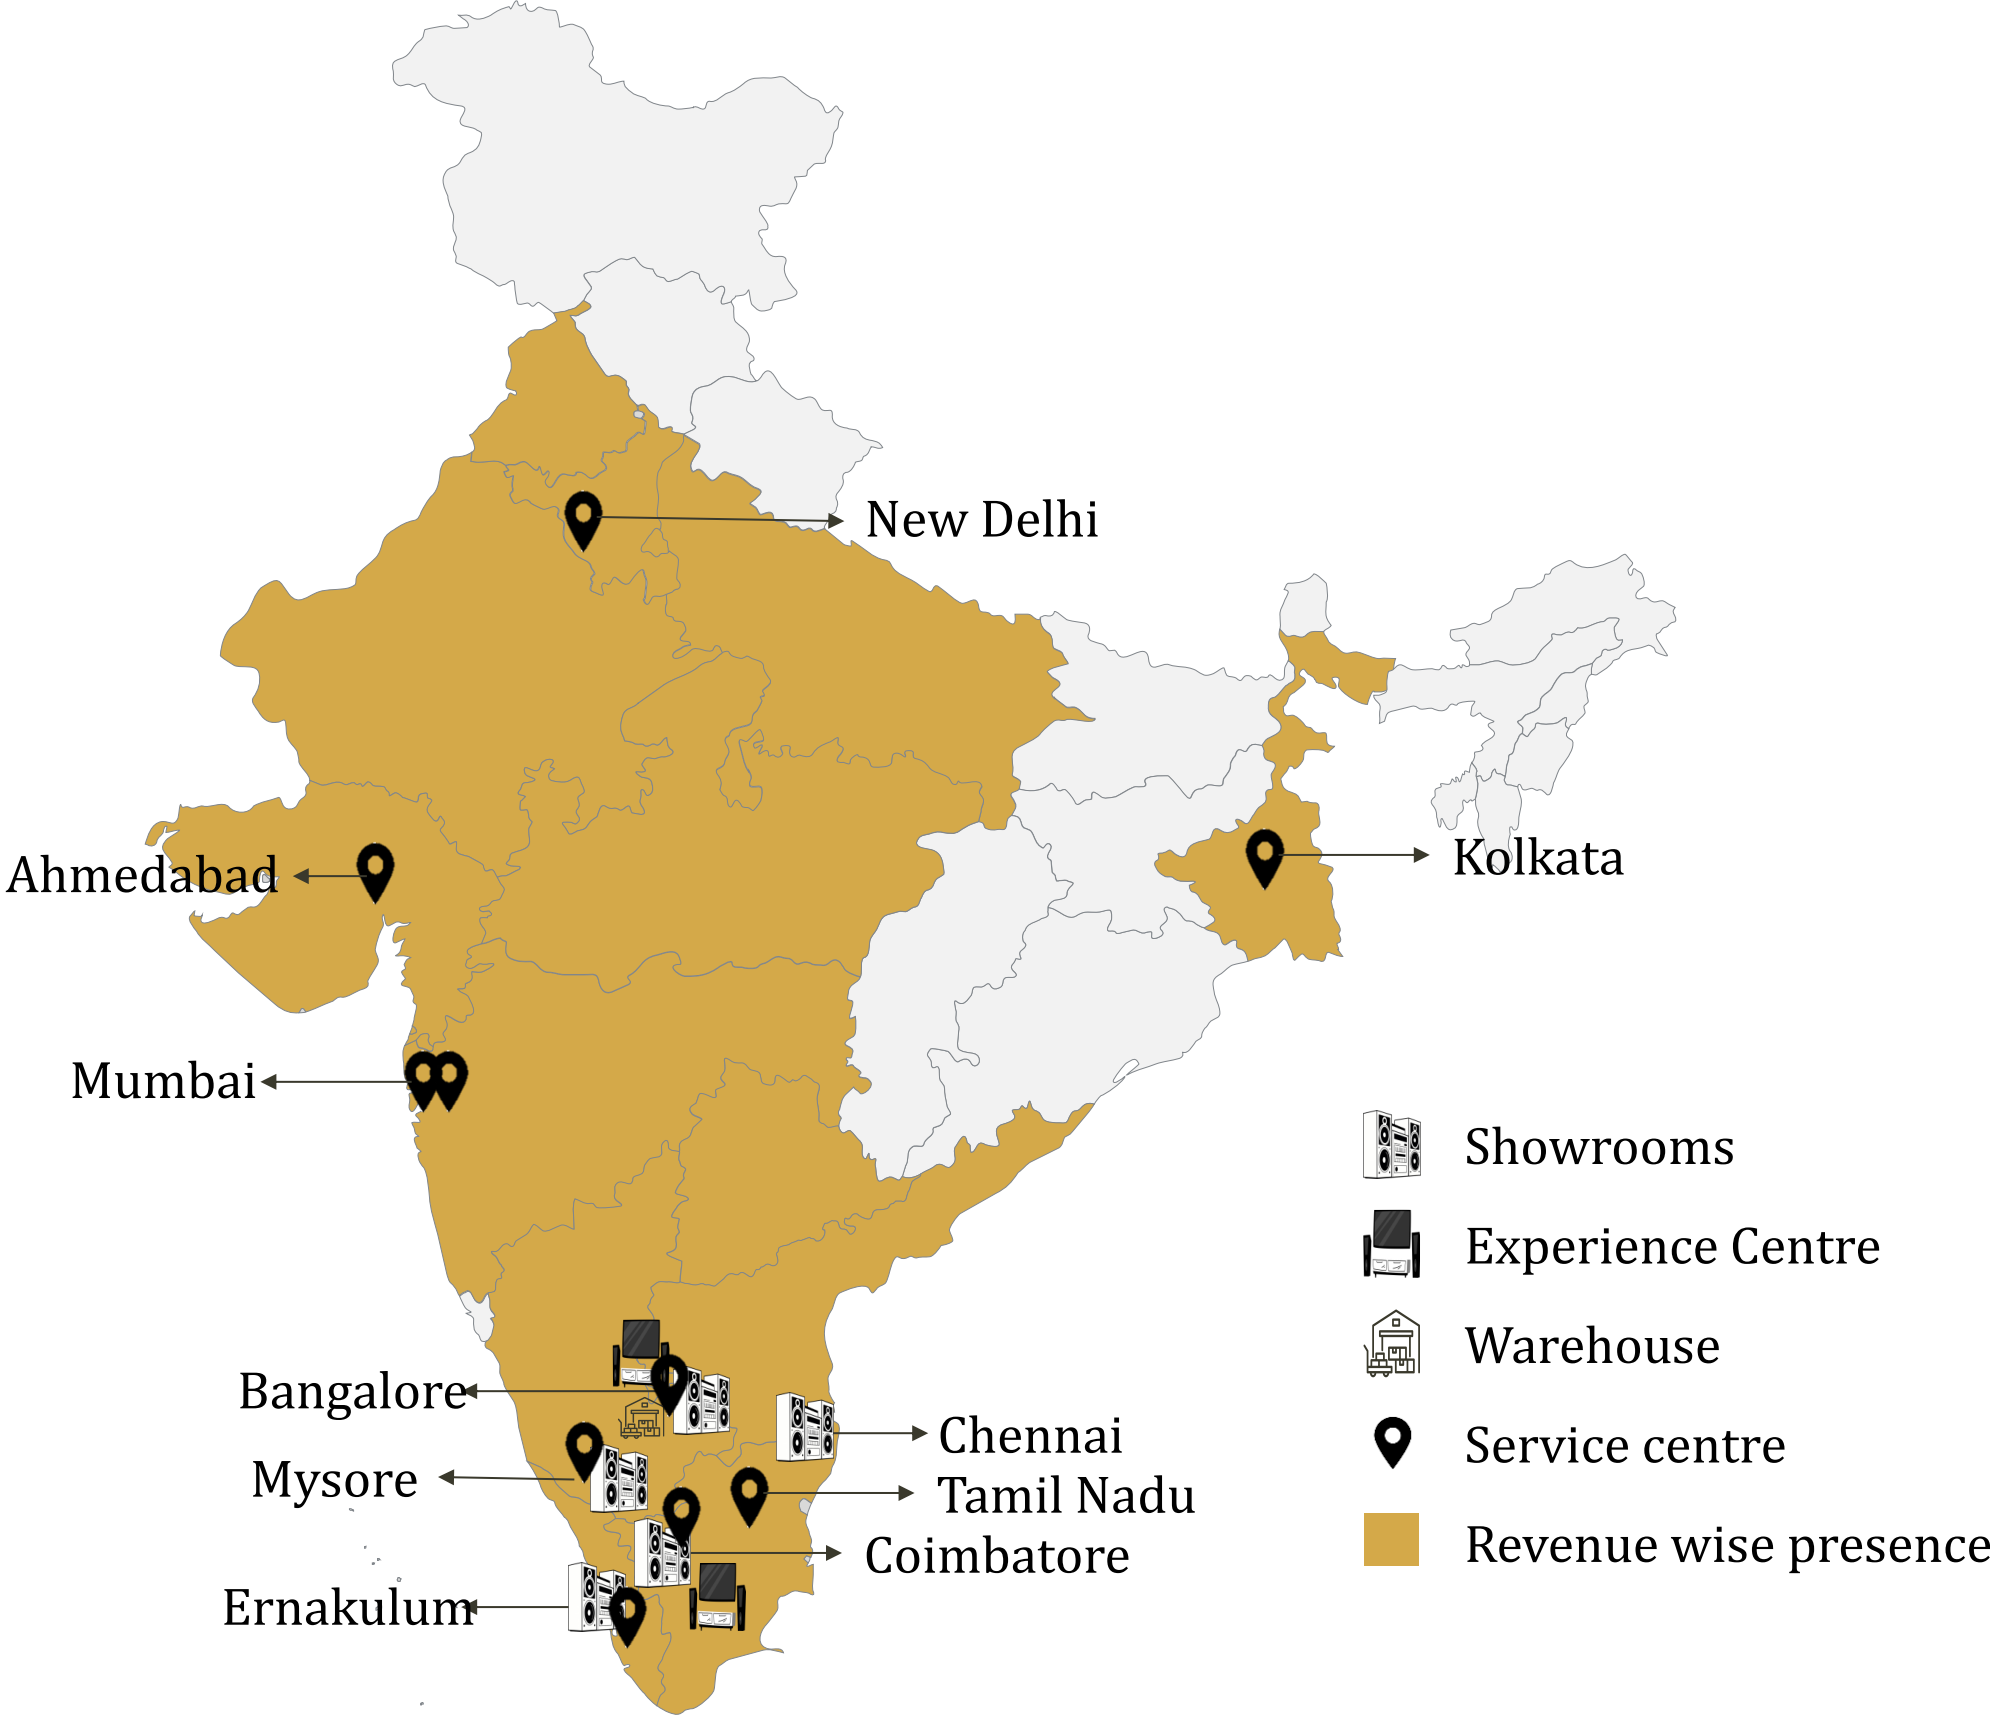 New Delhi
Ahmedabad
Kolkata
Mumbai
Showrooms
Experience Centre
Warehouse
Bangalore
Chennai
Service centre
Mysore
Tamil Nadu
Coimbatore
Revenue wise presence
Ernakulum